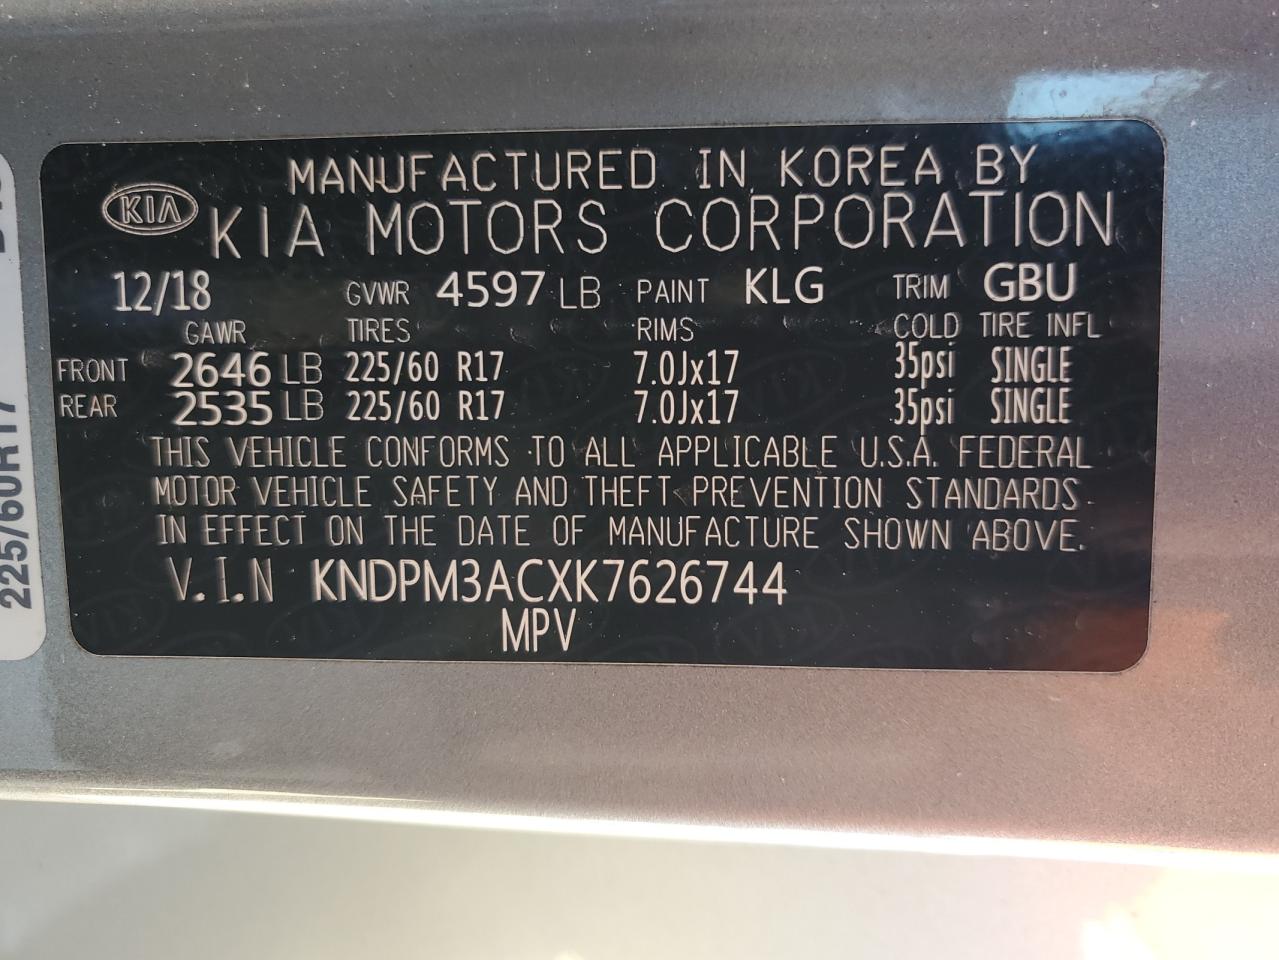 MANUFACTURED IN KOREA BY
KIA
KIA MOTORS CORPORATION
12/18 GVWR 4597 LB PAINT KLG TRIM GBU
GAWR TIRES RIMS COLD TIRE INFL
FRONT 2646 LB 225/60 R17 7.0Jx17 35psi SINGLE
REAR 2535 LB 225/60 R17 7.0Jx17 35psi SINGLE
THIS VEHICLE CONFORMS TO ALL APPLICABLE U.S.A. FEDERAL
MOTOR VEHICLE SAFETY AND THEFT PREVENTION STANDARDS
IN EFFECT ON THE DATE OF MANUFACTURE SHOWN ABOVE.
V.I.N KNDPM3ACXK7626744
MPV
225/60R17